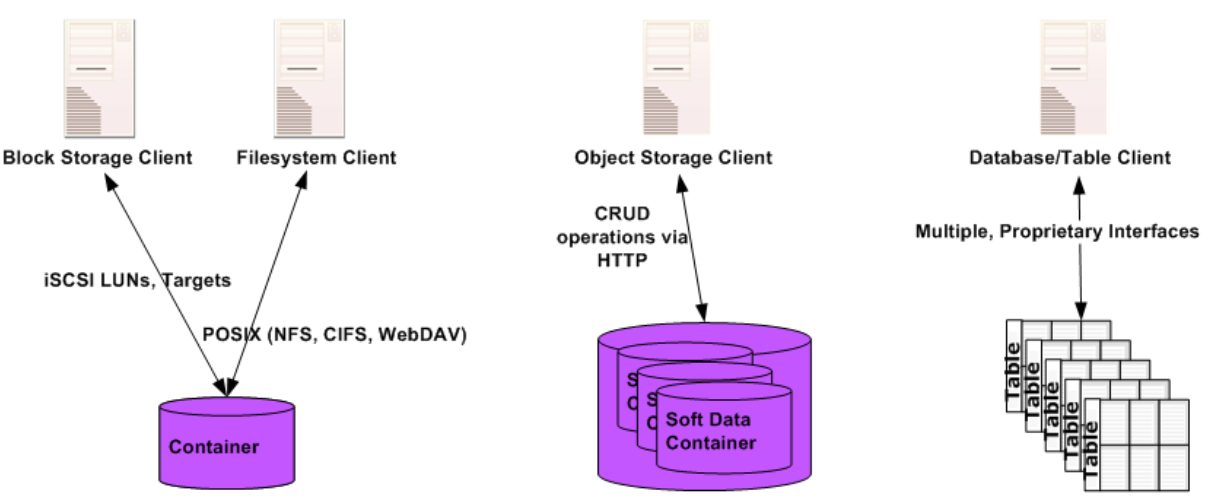 Block Storage Client
Filesystem Client
Object Storage Client
Database/Table Client
CRUD
operations via
HTTP
Multiple, Proprietary Interfaces
iSCSI LUNs, Targets
POSIX (NFS, CIFS, WebDAV)
Container
S
C
S
C
Soft Data
Container
Table
Table
Table
Table
Table